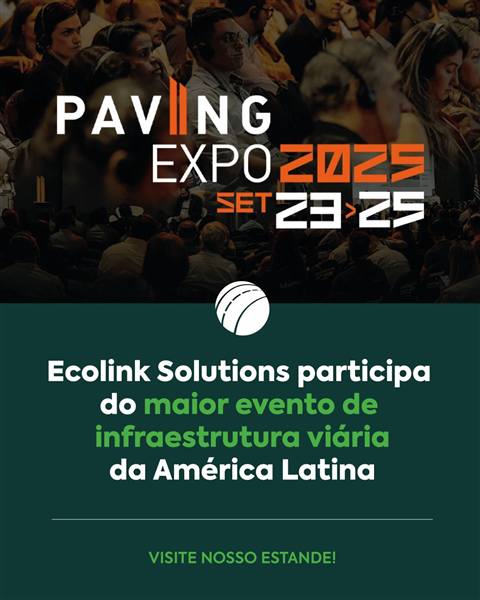 PAVING
EXPO 2025
SET 23 > 25
Ecolink Solutions participa
do maior evento de
infraestrutura viária
da América Latina
VISITE NOSSO ESTANDE!